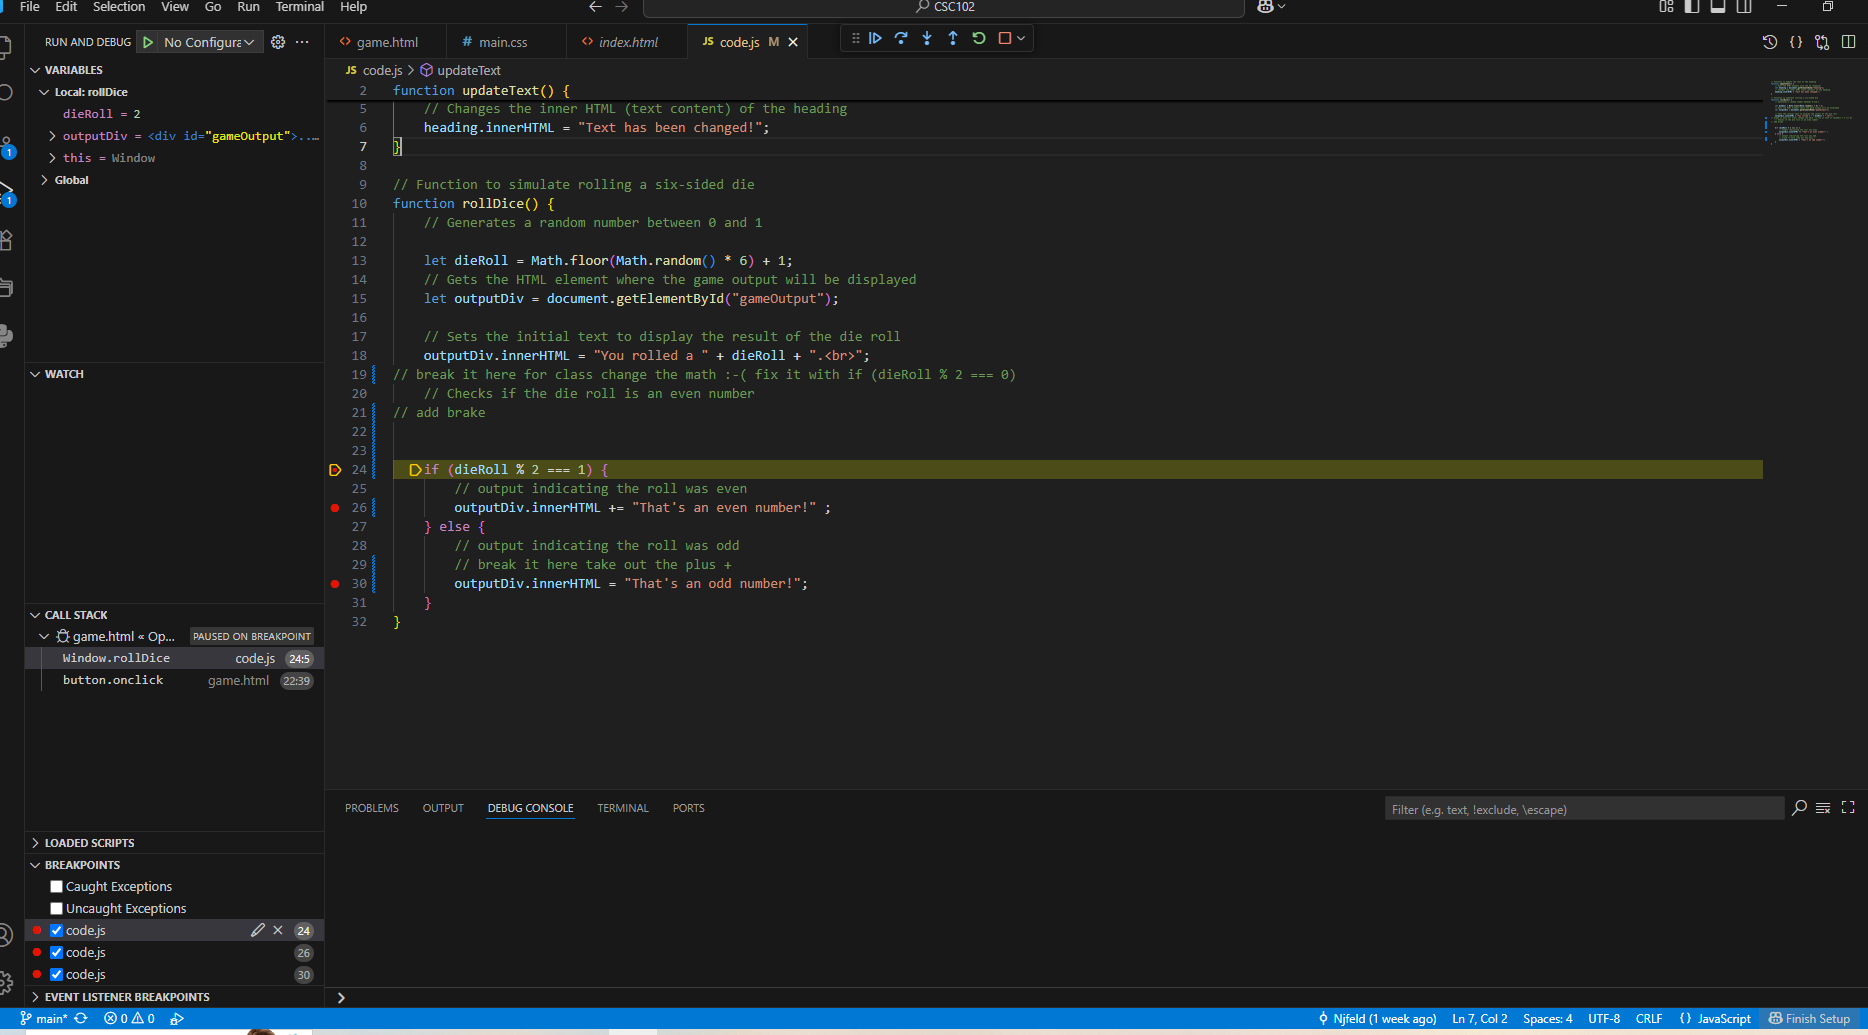 File Edit Selection View Go Run Terminal Help
CSC102
RUN AND DEBUG No Configura
game.html # main.css index.html JS code.js M
VARIABLES
JS code.js > updateText
Local: rollDice
dieRoll = 2
outputDiv = <div id="gameOutput">...…
this = Window
Global
1
1
2 function updateText() {
5 // Changes the inner HTML (text content) of the heading
6 heading.innerHTML = "Text has been changed!";
7 }
8
9 // Function to simulate rolling a six-sided die
10 function rollDice() {
11 // Generates a random number between 0 and 1
12
13 let dieRoll = Math.floor(Math.random() * 6) + 1;
14 // Gets the HTML element where the game output will be displayed
15 let outputDiv = document.getElementById("gameOutput");
16
17 // Sets the initial text to display the result of the die roll
18 outputDiv.innerHTML = "You rolled a " + dieRoll + ".<br>";
19 // break it here for class change the math :-( fix it with if (dieRoll % 2 === 0)
20 // Checks if the die roll is an even number
21 // add brake
22
23
24 if (dieRoll % 2 === 1) {
25 // output indicating the roll was even
26 outputDiv.innerHTML += "That's an even number!" ;
27 } else {
28 // output indicating the roll was odd
29 // break it here take out the plus +
30 outputDiv.innerHTML = "That's an odd number!";
31 }
32 }
WATCH
CALL STACK
game.html « Op... PAUSED ON BREAKPOINT
Window.rollDice code.js 24:5
button.onclick game.html 22:39
LOADED SCRIPTS
BREAKPOINTS
Caught Exceptions
Uncaught Exceptions
code.js 24
code.js 26
code.js 30
EVENT LISTENER BREAKPOINTS
PROBLEMS OUTPUT DEBUG CONSOLE TERMINAL PORTS
Filter (e.g. text, !exclude, \escape)
>
main* 0 0
Njfeld (1 week ago) Ln 7, Col 2 Spaces: 4 UTF-8 CRLF {} JavaScript Finish Setup